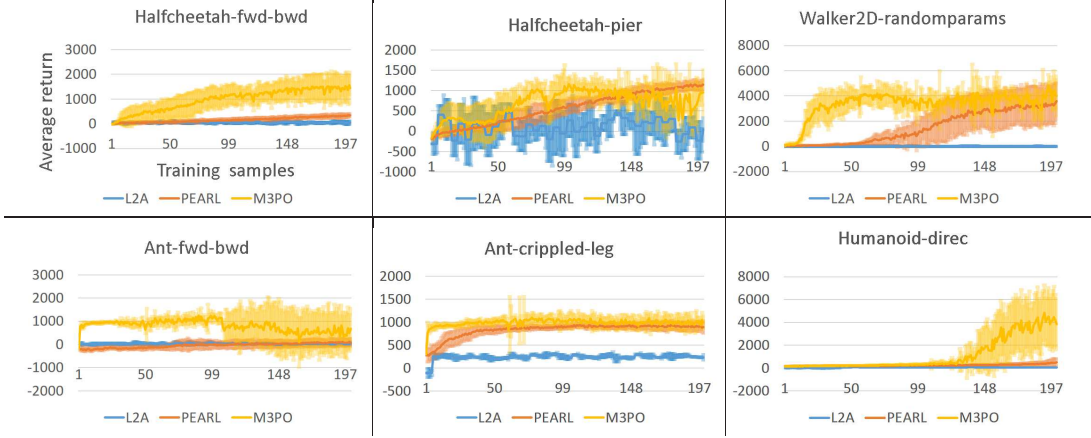 Halfcheetah-fwd-bwd
Average return
3000
2000
1000
0
-1000
1 50 99 148 197
Training samples
L2A PEARL M3PO
Halfcheetah-pier
2000
1500
1000
500
0
-500
-1000
1 50 99 148 197
L2A PEARL M3PO
Walker2D-randomparams
8000
6000
4000
2000
0
-2000
1 50 99 148 197
L2A PEARL M3PO
Ant-fwd-bwd
3000
2000
1000
0
-1000
-2000
1 50 99 148 197
L2A PEARL M3PO
Ant-crippled-leg
2000
1500
1000
500
0
-500
1 50 99 148 197
L2A PEARL M3PO
Humanoid-direc
8000
6000
4000
2000
0
-2000
1 50 99 148 197
L2A PEARL M3PO